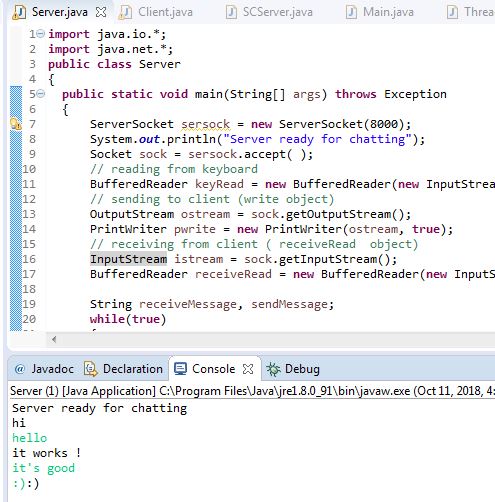 Server.java Client.java SCServer.java Main.java Threa
1 import java.io.*;
2 import java.net.*;
3 public class Server
4 {
5 public static void main(String[] args) throws Exception
6 {
7 ServerSocket sersock = new ServerSocket(8000);
8 System.out.println("Server ready for chatting");
9 Socket sock = sersock.accept( );
10 // reading from keyboard
11 BufferedReader keyRead = new BufferedReader(new InputStrea
12 // sending to client (write object)
13 OutputStream ostream = sock.getOutputStream();
14 PrintWriter pwrite = new PrintWriter(ostream, true);
15 // receiving from client ( receiveRead  object)
16 InputStream istream = sock.getInputStream();
17 BufferedReader receiveRead = new BufferedReader(new InputS
18
19 String receiveMessage, sendMessage;
20 while(true)
{
@ Javadoc Declaration Console Debug
Server (1) [Java Application] C:\Program Files\Java\jre1.8.0_91\bin\javaw.exe (Oct 11, 2018, 4:
Server ready for chatting
hi
hello
it works !
it's good
:):)